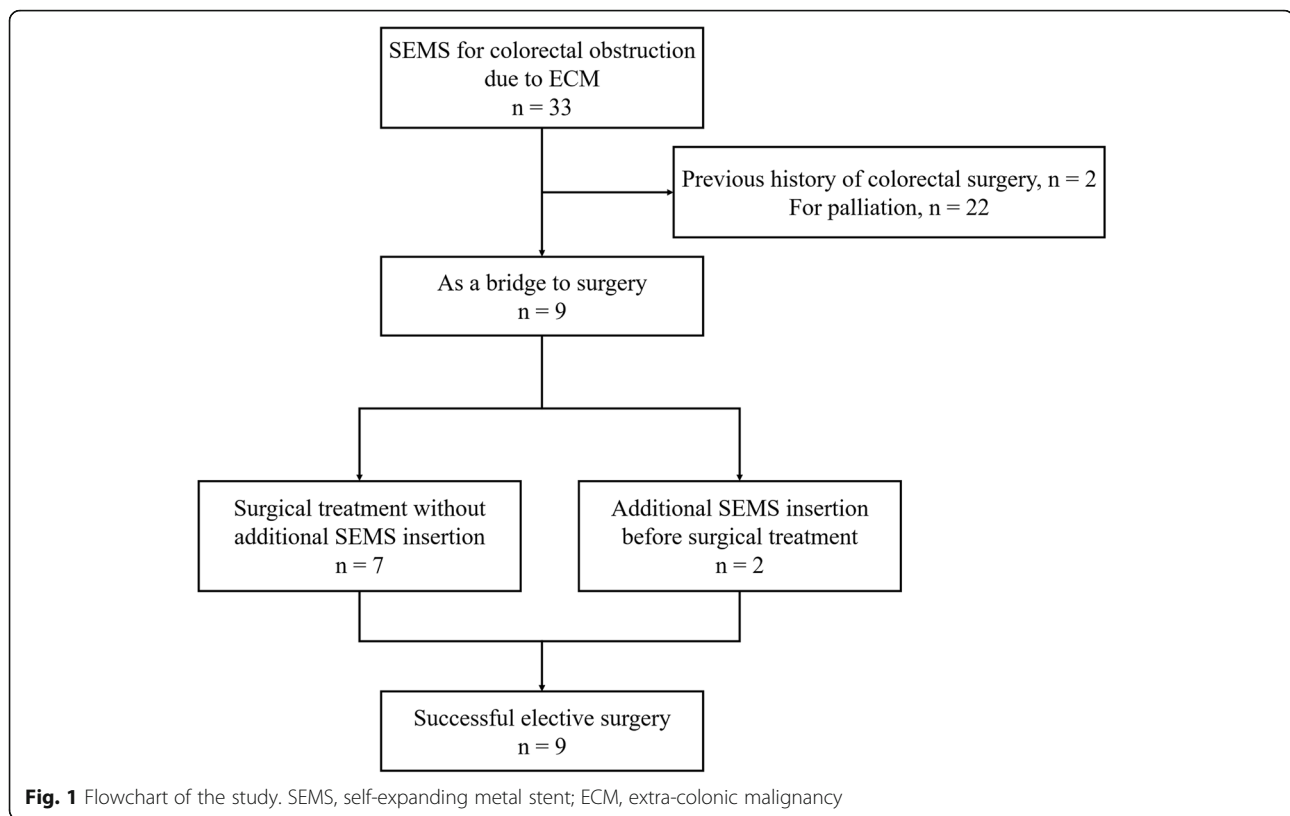 SEMS for colorectal obstruction
due to ECM
n = 33
Previous history of colorectal surgery, n = 2
For palliation, n = 22
As a bridge to surgery
n = 9
Surgical treatment without
additional SEMS insertion
n = 7
Additional SEMS insertion
before surgical treatment
n = 2
Successful elective surgery
n = 9
Fig. 1 Flowchart of the study. SEMS, self-expanding metal stent; ECM, extra-colonic malignancy